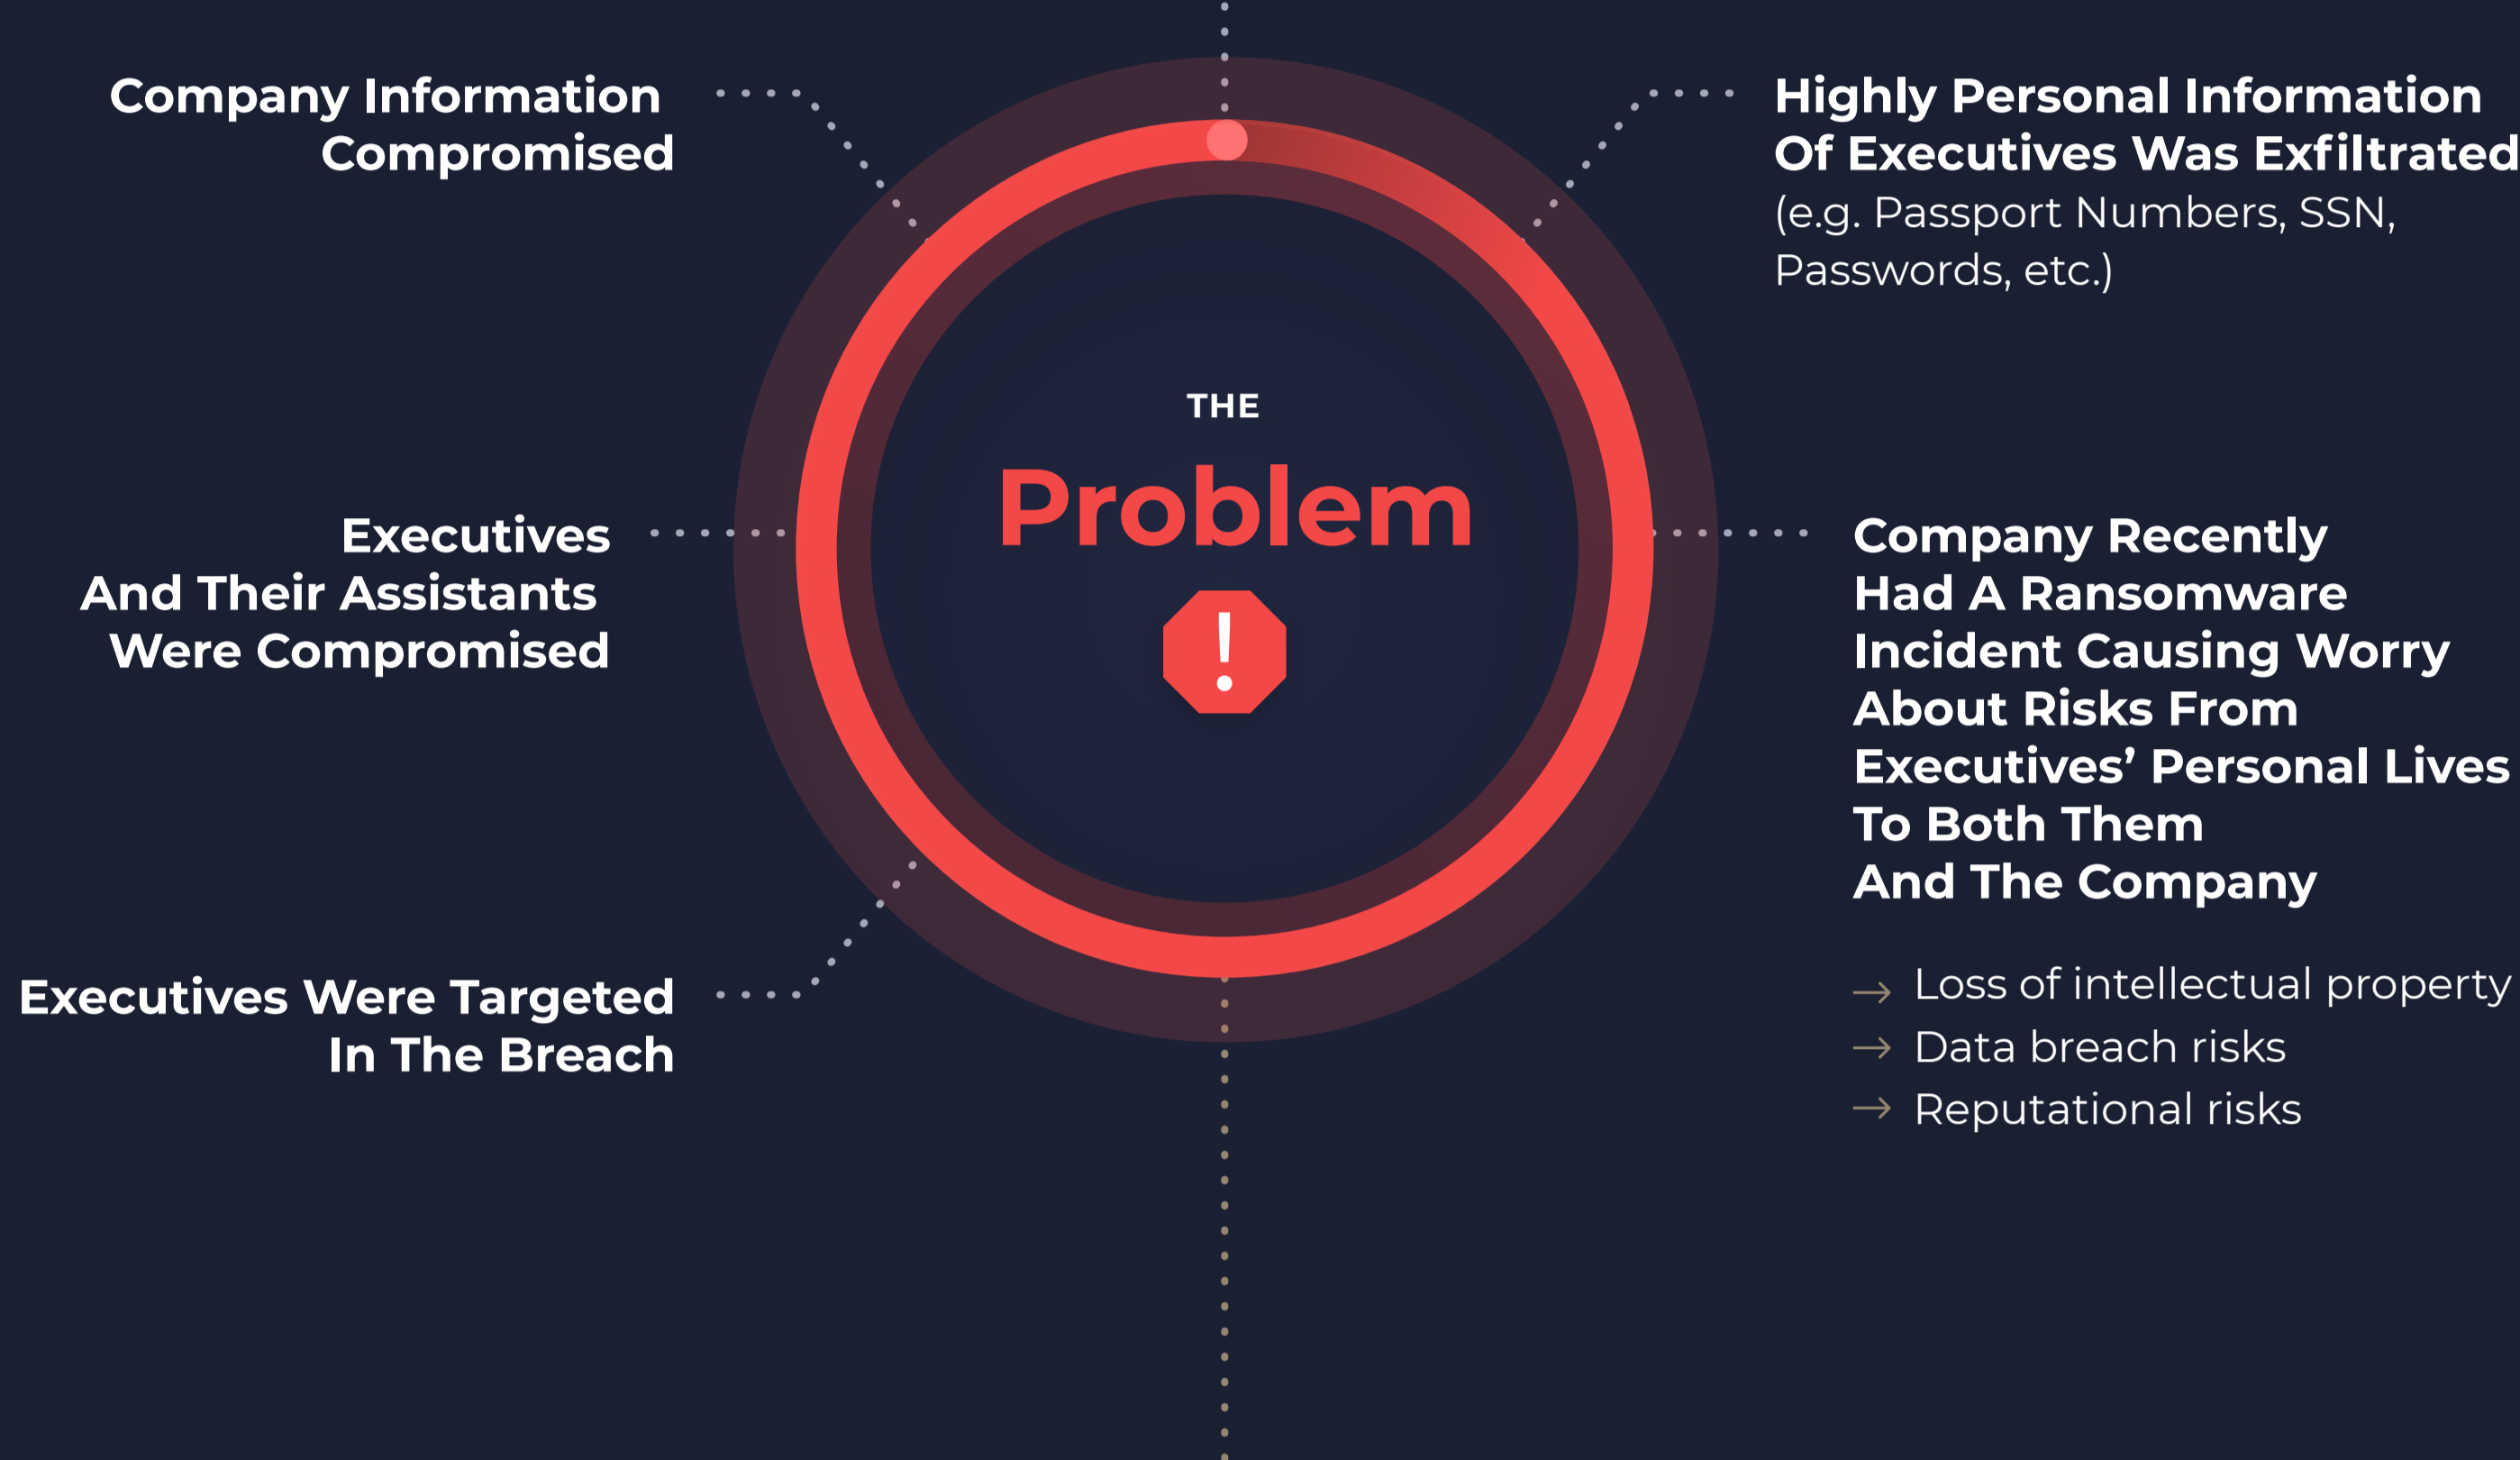 Company Information
Compromised
Executives
And Their Assistants
Were Compromised
Executives Were Targeted
In The Breach
THE
Problem
!
Highly Personal Information
Of Executives Was Exfiltrated
(e.g. Passport Numbers, SSN,
Passwords, etc.)
Company Recently
Had A Ransomware
Incident Causing Worry
About Risks From
Executives’ Personal Lives
To Both Them
And The Company
→ Loss of intellectual property
→ Data breach risks
→ Reputational risks